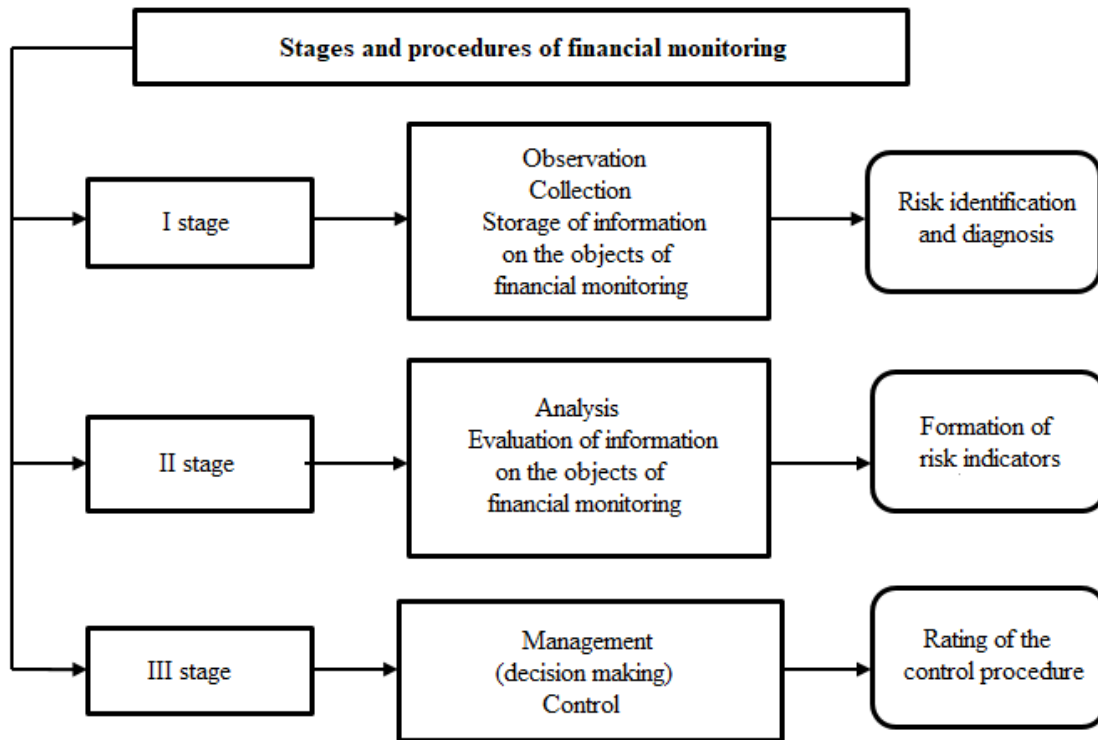 Stages and procedures of financial monitoring
I stage
Observation
Collection
Storage of information
on the objects of
financial monitoring
Risk identification
and diagnosis
II stage
Analysis
Evaluation of information
on the objects of
financial monitoring
Formation of
risk indicators
III stage
Management
(decision making)
Control
Rating of the
control procedure